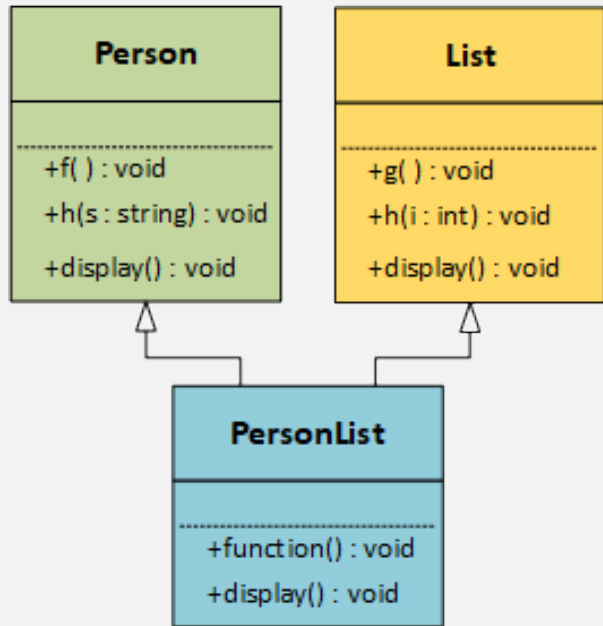 Person
+f( ) : void
+h(s : string) : void
+display() : void
List
+g( ) : void
+h(i : int) : void
+display() : void
PersonList
+function() : void
+display() : void